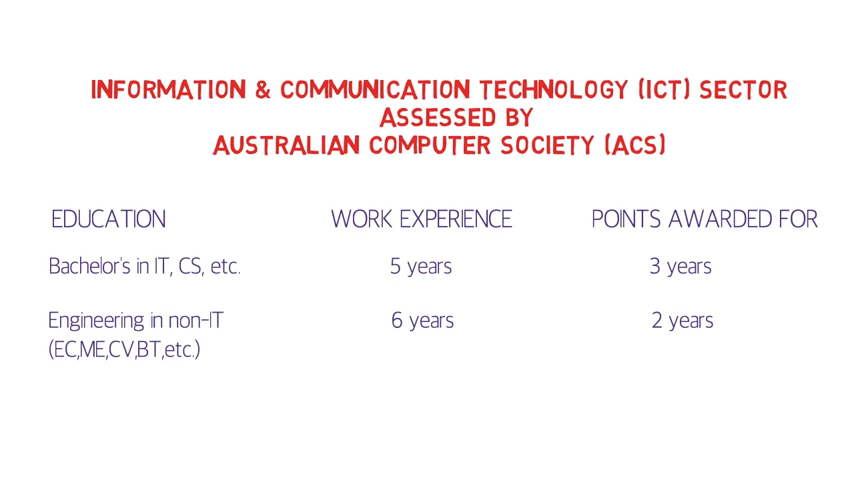 INFORMATION & COMMUNICATION TECHNOLOGY (ICT) SECTOR
ASSESSED BY
AUSTRALIAN COMPUTER SOCIETY (ACS)
EDUCATION WORK EXPERIENCE POINTS AWARDED FOR
Bachelor's in IT, CS, etc. 5 years 3 years
Engineering in non-IT 6 years 2 years
(EC,ME,CV,BT,etc.)